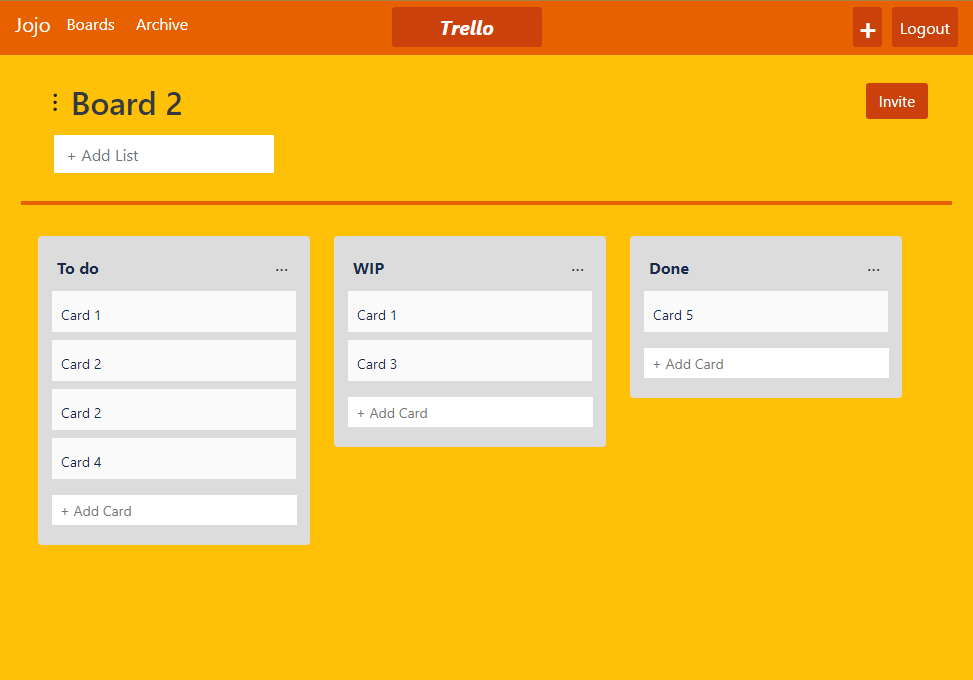 Jojo Boards Archive Trello + Logout
⋮ Board 2 Invite
+ Add List
To do ...
Card 1
Card 2
Card 2
Card 4
+ Add Card
WIP ...
Card 1
Card 3
+ Add Card
Done ...
Card 5
+ Add Card